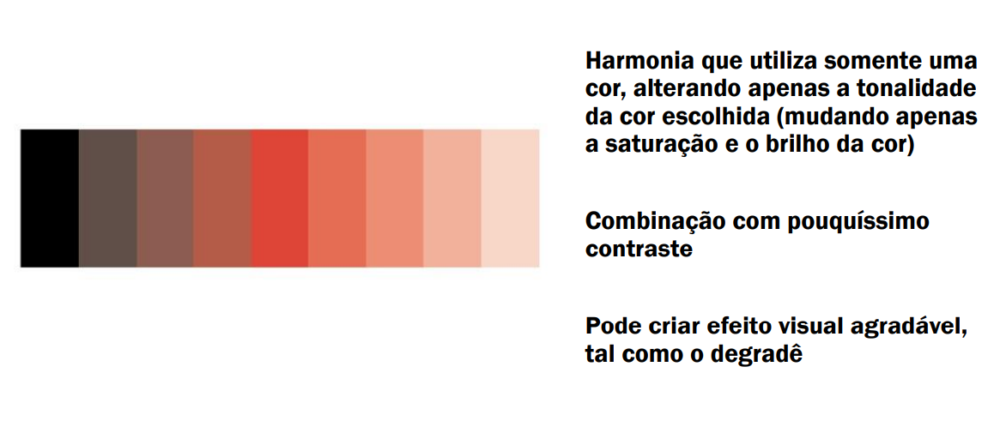 Harmonia que utiliza somente uma
cor, alterando apenas a tonalidade
da cor escolhida (mudando apenas
a saturação e o brilho da cor)
Combinação com pouquíssimo
contraste
Pode criar efeito visual agradável,
tal como o degradê